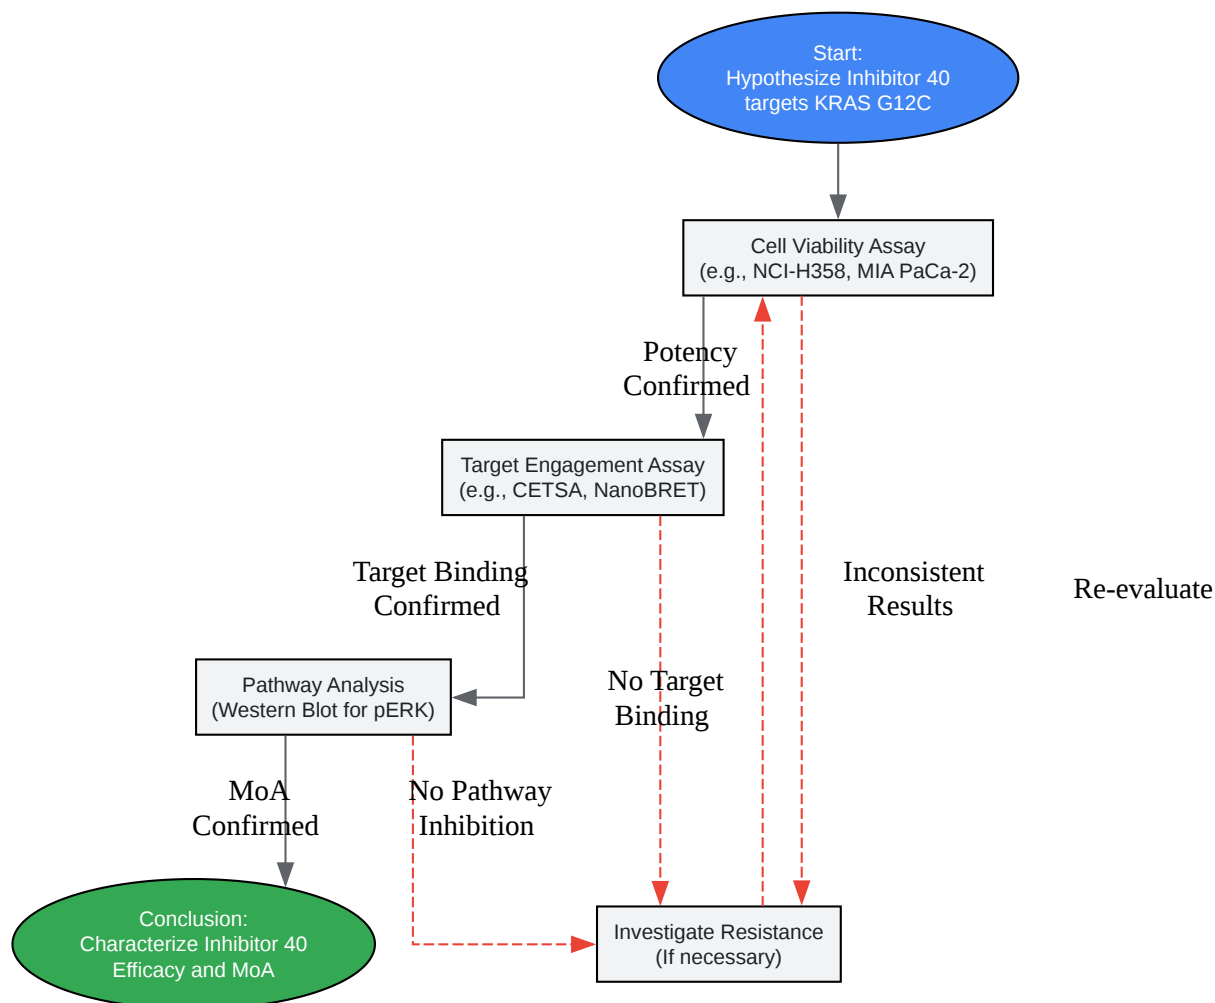 Start:
Hypothesize Inhibitor 40
targets KRAS G12C
Cell Viability Assay
(e.g., NCI-H358, MIA PaCa-2)
Potency
Confirmed
Target Engagement Assay
(e.g., CETSA, NanoBRET)
Target Binding
Confirmed
Inconsistent
Results
Re-evaluate
Pathway Analysis
(Western Blot for pERK)
No Target
Binding
MoA
Confirmed
No Pathway
Inhibition
Conclusion:
Characterize Inhibitor 40
Efficacy and MoA
Investigate Resistance
(If necessary)